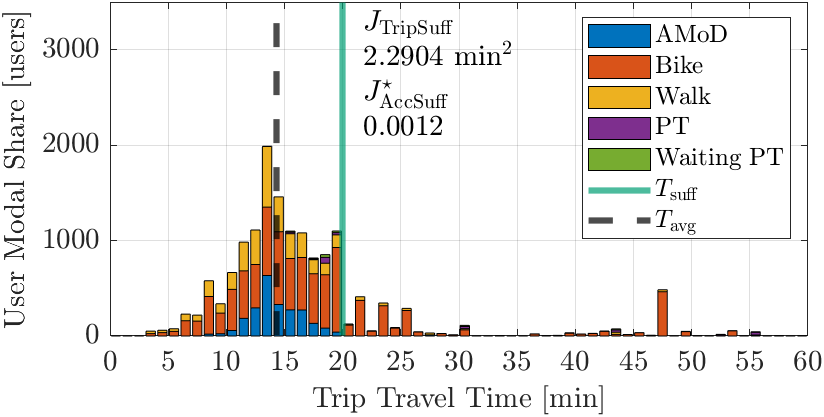 J_TripSuff
2.2904 min²
J*_AccSuff
0.0012
AMoD
Bike
Walk
PT
Waiting PT
T_suff
T_avg
User Modal Share [users]
3000
2000
1000
0
0 5 10 15 20 25 30 35 40 45 50 55 60
Trip Travel Time [min]